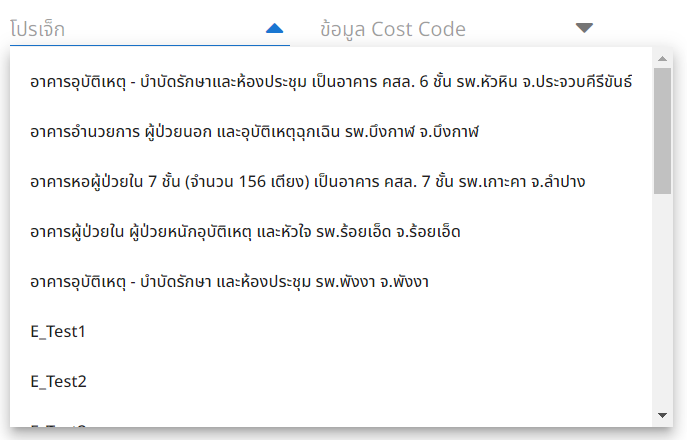 โปรเจ็ก ข้อมูล Cost Code
อาคารอุบัติเหตุ - บำบัดรักษาและห้องประชุม เป็นอาคาร คสล. 6 ชั้น รพ.หัวหิน จ.ประจวบคีรีขันธ์
อาคารอำนวยการ ผู้ป่วยนอก และอุบัติเหตุฉุกเฉิน รพ.บึงกาฬ จ.บึงกาฬ
อาคารหอผู้ป่วยใน 7 ชั้น (จำนวน 156 เตียง) เป็นอาคาร คสล. 7 ชั้น รพ.เกาะคา จ.ลำปาง
อาคารผู้ป่วยใน ผู้ป่วยหนักอุบัติเหตุ และหัวใจ รพ.ร้อยเอ็ด จ.ร้อยเอ็ด
อาคารอุบัติเหตุ - บำบัดรักษา และห้องประชุม รพ.พังงา จ.พังงา
E_Test1
E_Test2